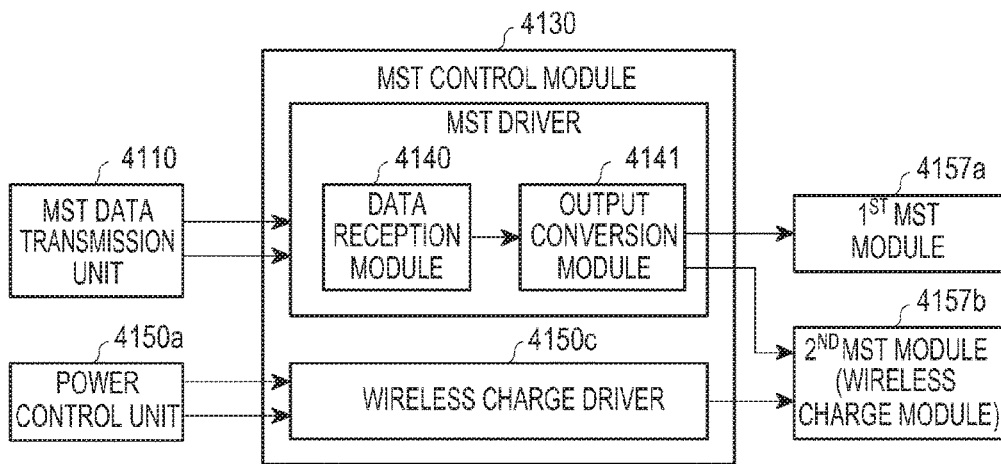 4130
MST CONTROL MODULE
MST DRIVER
4110
MST DATA
TRANSMISSION
UNIT
4140
DATA
RECEPTION
MODULE
4141
OUTPUT
CONVERSION
MODULE
4157a
1ST MST
MODULE
4150a
POWER
CONTROL UNIT
4150c
WIRELESS CHARGE DRIVER
4157b
2ND MST MODULE
(WIRELESS
CHARGE MODULE)